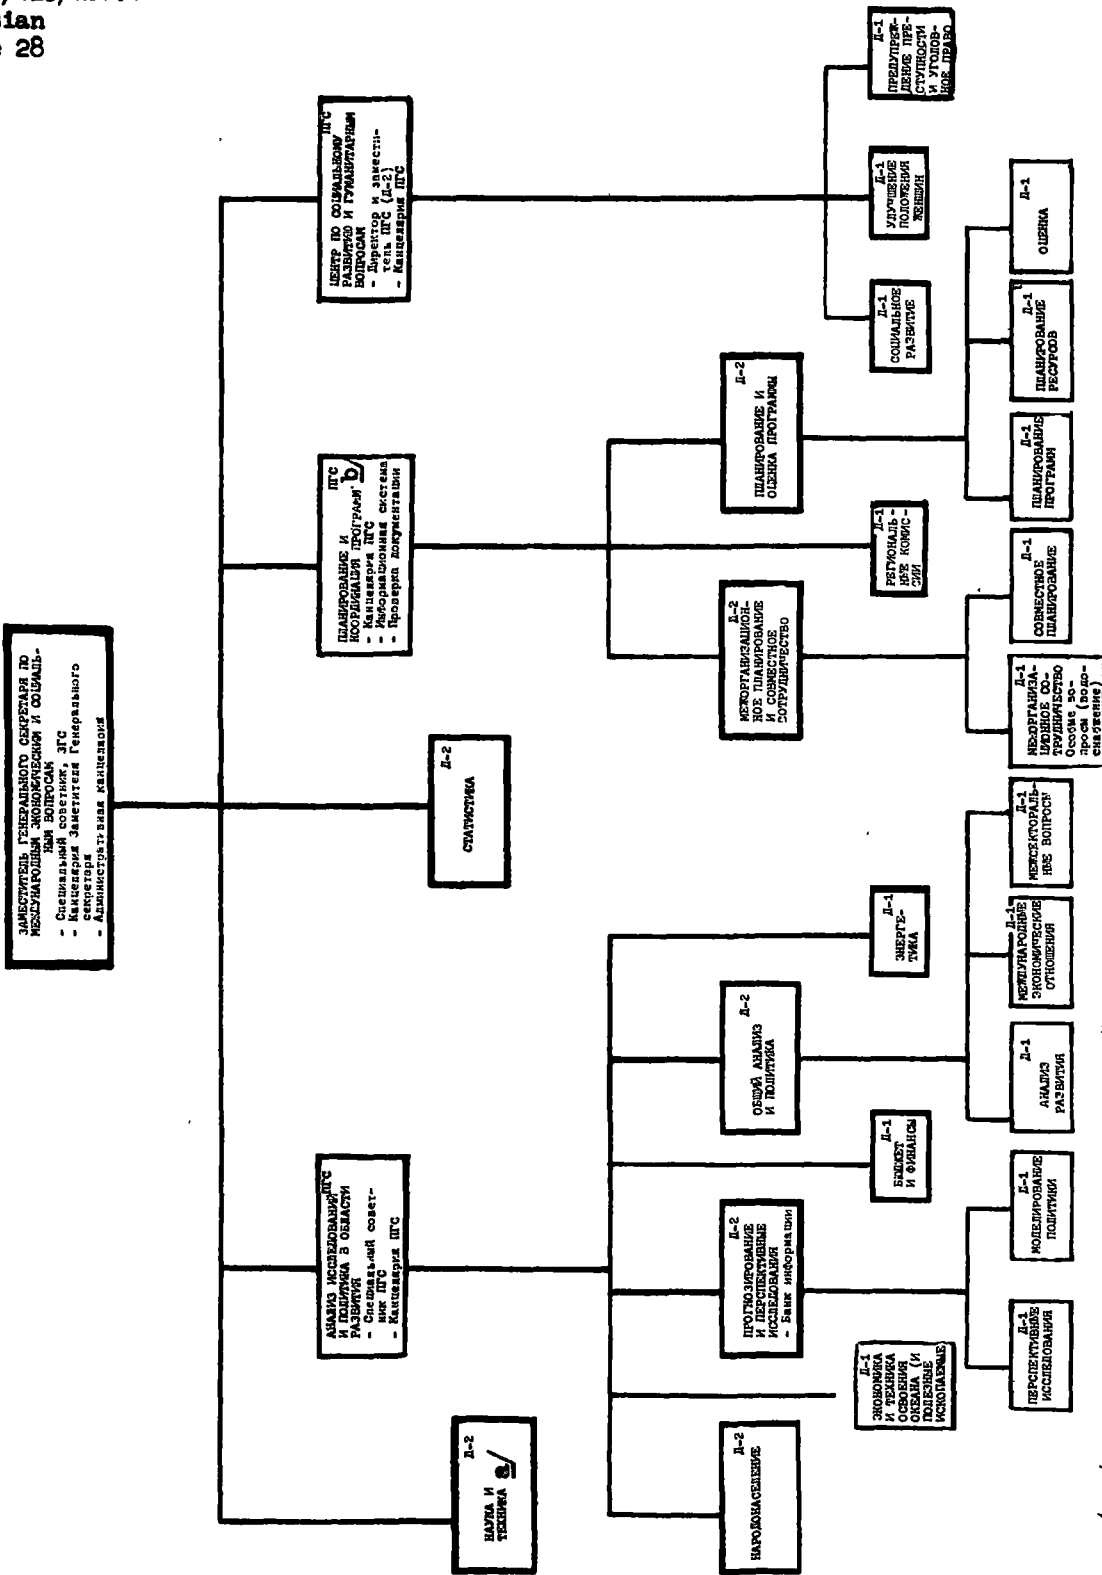 sian
28
ЗАМЕСТИТЕЛЬ ГЕНЕРАЛЬНОГО СЕКРЕТАРЯ ПО
МЕЖДУНАРОДНЫМ ЭКОНОМИЧЕСКИМ И СОЦИАЛЬ-
НЫМ ВОПРОСАМ
- Специальный советник, ЗГС
- Канцелярия Заместителя Генерального
секретаря
- Административная канцелярия
НАУКА И
ТЕХНИКА a/
Д-2
АНАЛИЗ ИССЛЕДОВАНИЙ
И ПОЛИТИКА В ОБЛАСТИ
РАЗВИТИЯ
ПГС
- Специальный совет-
ник ПГС
- Канцелярия ПГС
СТАТИСТИКА
Д-2
ПЛАНИРОВАНИЕ И
КООРДИНАЦИЯ ПРОГРАММ b/
ПГС
- Канцелярия ПГС
- Информационная система
- Проверка документации
ЦЕНТР ПО СОЦИАЛЬНОМУ
РАЗВИТИЮ И ГУМАНИТАРНЫМ
ВОПРОСАМ
ПГС
- Директор и замести-
тель ПГС (Д-2)
- Канцелярия ПГС
НАРОДОНАСЕЛЕНИЕ
Д-2
Д-1
ЭКОНОМИКА
И ТЕХНИКА
ОСВОЕНИЯ
ОКЕАНА (И
ПОЛЕЗНЫЕ
ИСКОПАЕМЫЕ)
Д-2
ПРОГНОЗИРОВАНИЕ
И ПЕРСПЕКТИВНЫЕ
ИССЛЕДОВАНИЯ
- Банк информации
Д-1
БЮДЖЕТ
И ФИНАНСЫ
Д-2
ОБЩИЙ АНАЛИЗ
И ПОЛИТИКА
Д-1
ЭНЕРГЕ-
ТИКА
Д-2
МЕЖОРГАНИЗАЦИОН-
НОЕ ПЛАНИРОВАНИЕ
И СОВМЕСТНОЕ
СОТРУДНИЧЕСТВО
Д-1
РЕГИОНАЛЬ-
НЫЕ КОМИС-
СИИ
Д-2
ПЛАНИРОВАНИЕ И
ОЦЕНКА ПРОГРАММЫ
Д-1
СОЦИАЛЬНОЕ
РАЗВИТИЕ
Д-1
УЛУЧШЕНИЕ
ПОЛОЖЕНИЯ
ЖЕНЩИН
Д-1
ПРЕДУПРЕЖ-
ДЕНИЕ ПРЕ-
СТУПНОСТИ
И УГОЛОВ-
НОЕ ПРАВО
Д-1
ПЕРСПЕКТИВНЫЕ
ИССЛЕДОВАНИЯ
Д-1
МОДЕЛИРОВАНИЕ
ПОЛИТИКИ
Д-1
АНАЛИЗ
РАЗВИТИЯ
Д-1
МЕЖДУНАРОДНЫЕ
ЭКОНОМИЧЕСКИЕ
ОТНОШЕНИЯ
Д-1
МЕЖСЕКТОРАЛЬ-
НЫЕ ВОПРОСЫ
Д-1
МЕЖОРГАНИЗА-
ЦИОННОЕ СО-
ТРУДНИЧЕСТВО
Особые во-
просы (водо-
снабжение)
Д-1
СОВМЕСТНОЕ
ПЛАНИРОВАНИЕ
Д-1
ПЛАНИРОВАНИЕ
ПРОГРАММ
Д-1
ПЛАНИРОВАНИЕ
РЕСУРСОВ
Д-1
ОЦЕНКА